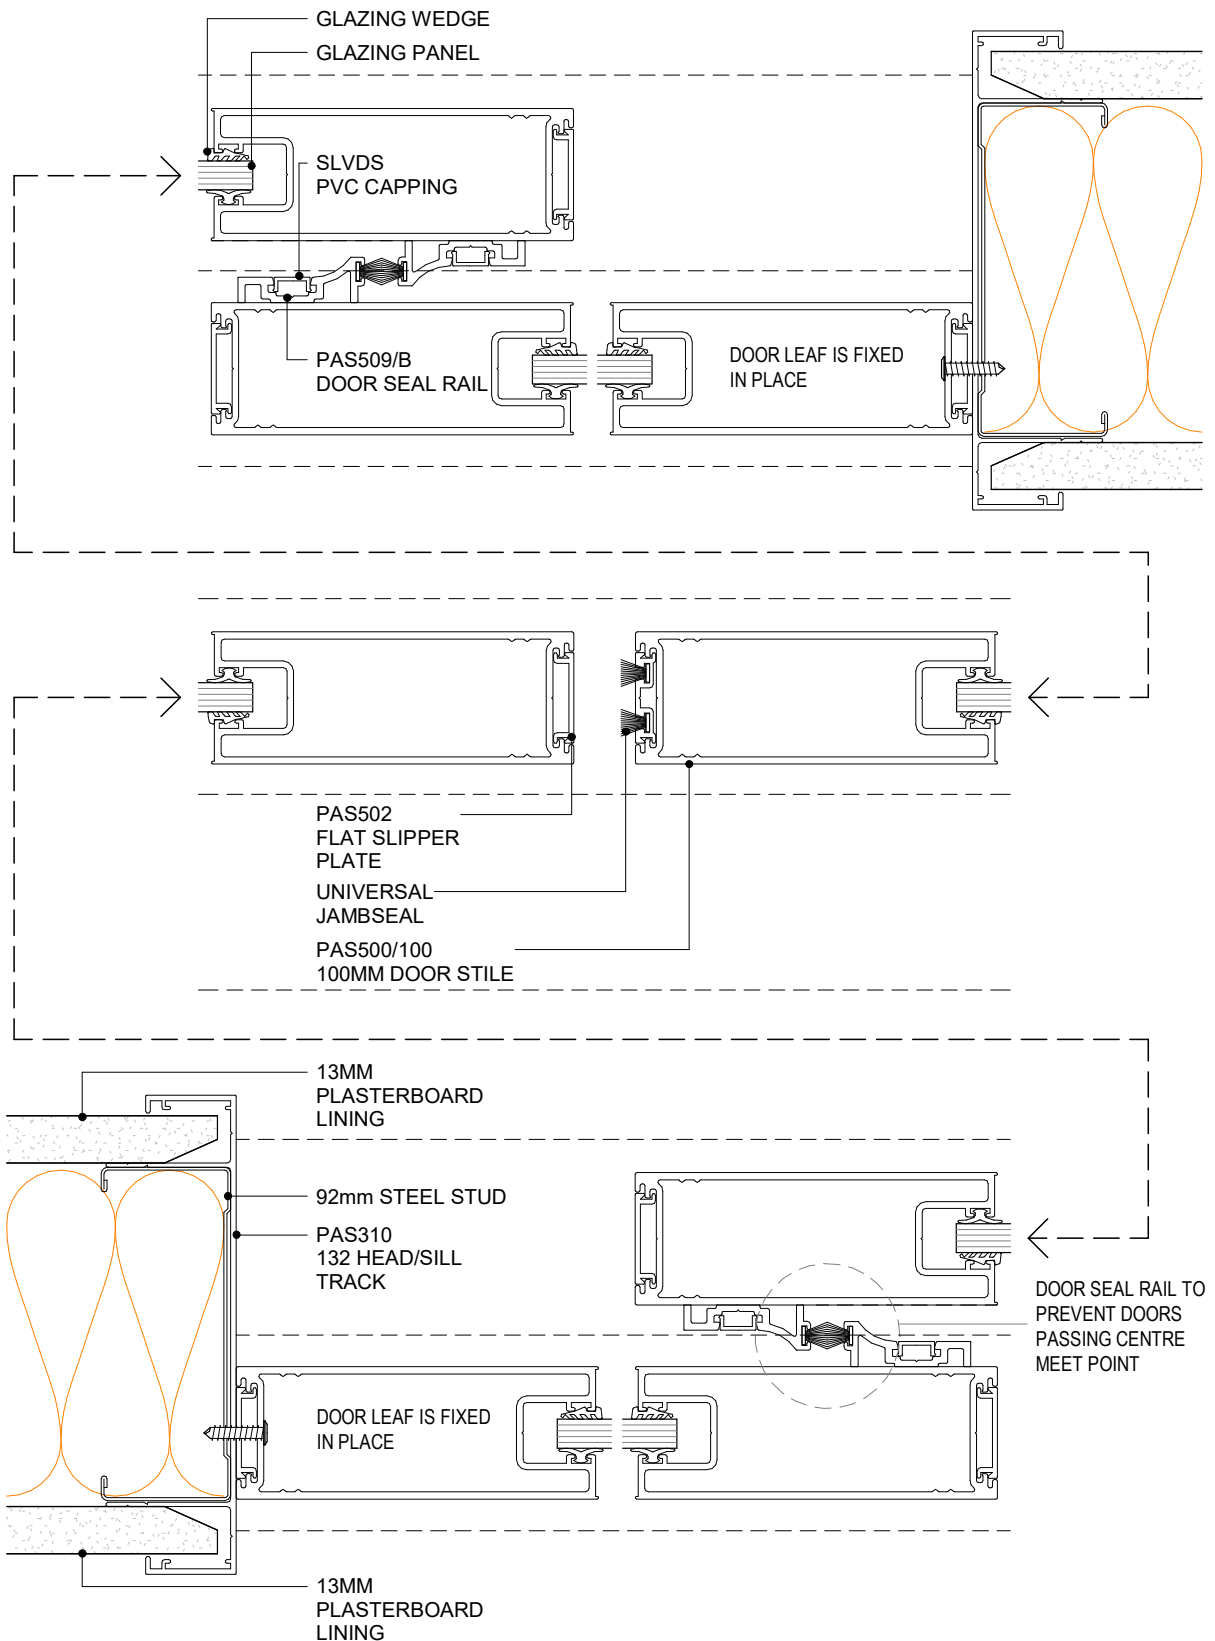 GLAZING WEDGE
GLAZING PANEL
SLVDS
PVC CAPPING
PAS509/B
DOOR SEAL RAIL
DOOR LEAF IS FIXED
IN PLACE
PAS502
FLAT SLIPPER
PLATE
UNIVERSAL
JAMBSEAL
PAS500/100
100MM DOOR STILE
13MM
PLASTERBOARD
LINING
92mm STEEL STUD
PAS310
132 HEAD/SILL
TRACK
DOOR SEAL RAIL TO
PREVENT DOORS
PASSING CENTRE
MEET POINT
DOOR LEAF IS FIXED
IN PLACE
13MM
PLASTERBOARD
LINING